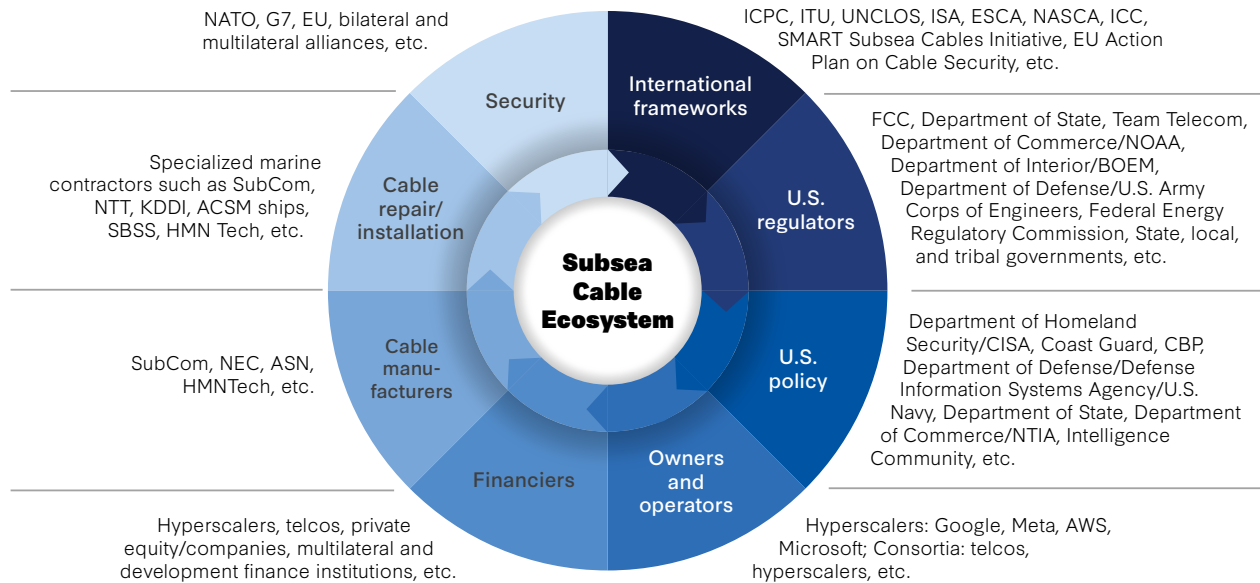 NATO, G7, EU, bilateral and
multilateral alliances, etc.
ICPC, ITU, UNCLOS, ISA, ESCA, NASCA, ICC,
SMART Subsea Cables Initiative, EU Action
Plan on Cable Security, etc.
Security
International
frameworks
Specialized marine
contractors such as SubCom,
NTT, KDDI, ACSM ships,
SBSS, HMN Tech, etc.
Cable
repair/
installation
U.S.
regulators
FCC, Department of State, Team Telecom,
Department of Commerce/NOAA,
Department of Interior/BOEM,
Department of Defense/U.S. Army
Corps of Engineers, Federal Energy
Regulatory Commission, State, local,
and tribal governments, etc.
Subsea
Cable
Ecosystem
SubCom, NEC, ASN,
HMNTech, etc.
Cable
manu-
facturers
U.S.
policy
Department of Homeland
Security/CISA, Coast Guard, CBP,
Department of Defense/Defense
Information Systems Agency/U.S.
Navy, Department of State, Department
of Commerce/NTIA, Intelligence
Community, etc.
Financiers
Owners
and
operators
Hyperscalers, telcos, private
equity/companies, multilateral and
development finance institutions, etc.
Hyperscalers: Google, Meta, AWS,
Microsoft; Consortia: telcos,
hyperscalers, etc.